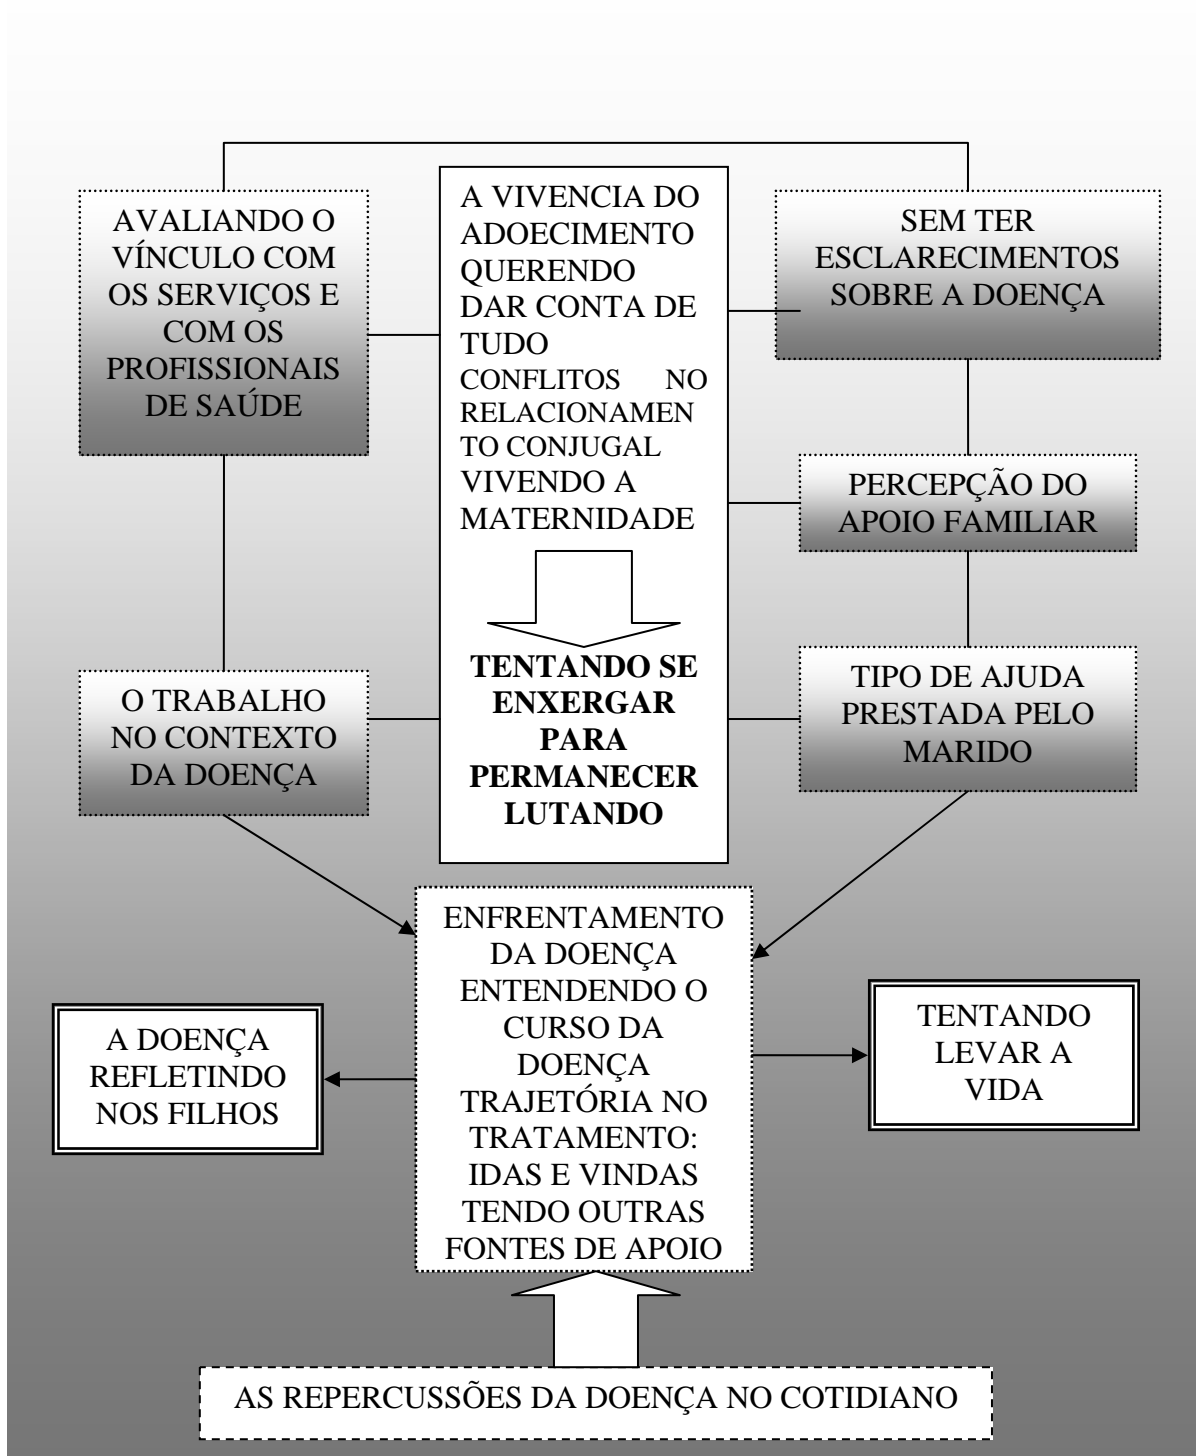 AVALIANDO O
VÍNCULO COM
OS SERVIÇOS E
COM OS
PROFISSIONAIS
DE SAÚDE
A VIVENCIA DO
ADOECIMENTO
QUERENDO
DAR CONTA DE
TUDO
CONFLITOS NO
RELACIONAMEN
TO CONJUGAL
VIVENDO A
MATERNIDADE
TENTANDO SE
ENXERGAR
PARA
PERMANECER
LUTANDO
SEM TER
ESCLARECIMENTOS
SOBRE A DOENÇA
PERCEPÇÃO DO
APOIO FAMILIAR
O TRABALHO
NO CONTEXTO
DA DOENÇA
TIPO DE AJUDA
PRESTADA PELO
MARIDO
ENFRENTAMENTO
DA DOENÇA
ENTENDENDO O
CURSO DA
DOENÇA
TRAJETÓRIA NO
TRATAMENTO:
IDAS E VINDAS
TENDO OUTRAS
FONTES DE APOIO
A DOENÇA
REFLETINDO
NOS FILHOS
TENTANDO
LEVAR A
VIDA
AS REPERCUSSÕES DA DOENÇA NO COTIDIANO